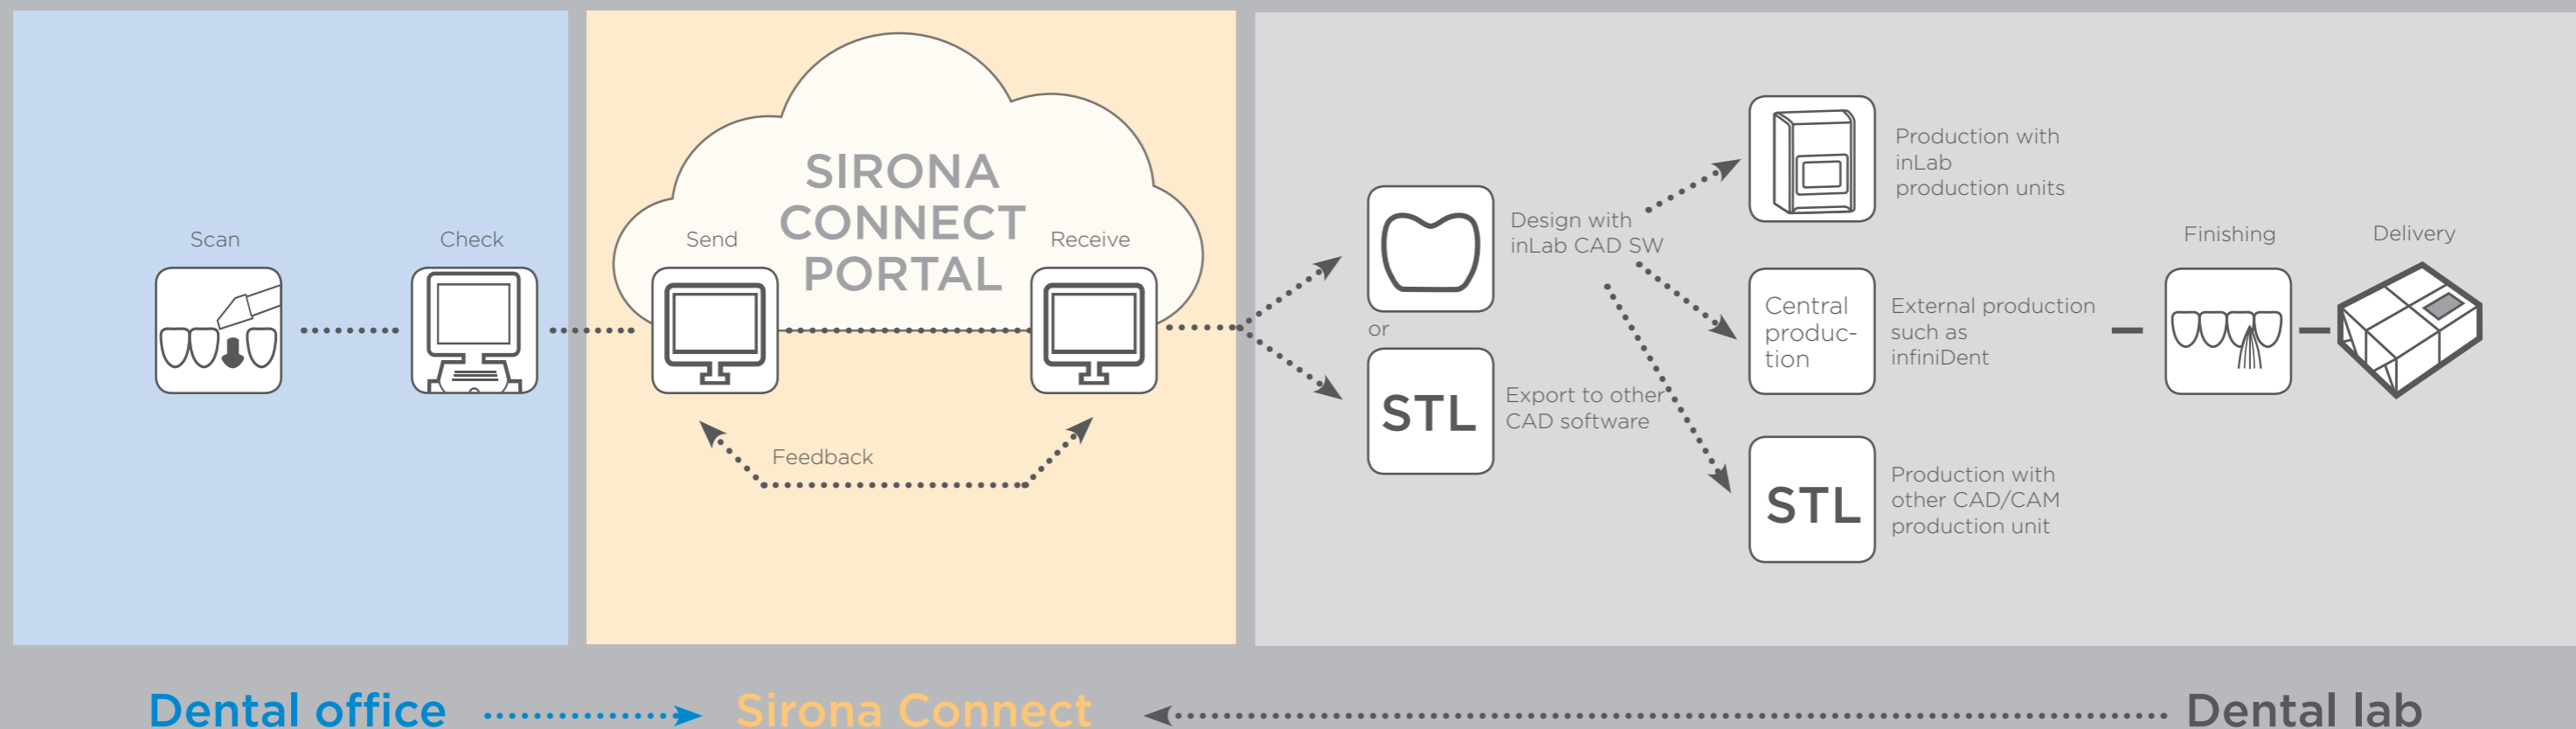 Scan
Check
Send
SIRONA
CONNECT
PORTAL
Receive
Feedback
Design with
inLab CAD SW
or
STL
Export to other
CAD software
Production with
inLab
production units
Central
produc-
tion
External production
such as
infiniDent
STL
Production with
other CAD/CAM
production unit
Finishing
Delivery
Dental office
Sirona Connect
Dental lab